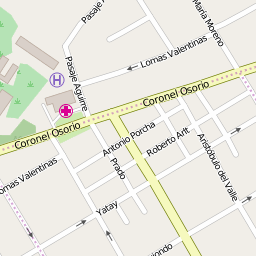 Pasaje
María Moreno
Lomas Valentinas
Pasaje Aguirre
H
Coronel Osorio
Coronel Osorio
Antonio Porcha
Roberto Arlt
Aristóbulo del Valle
Lomas Valentinas
Prado
Yatay
ondo